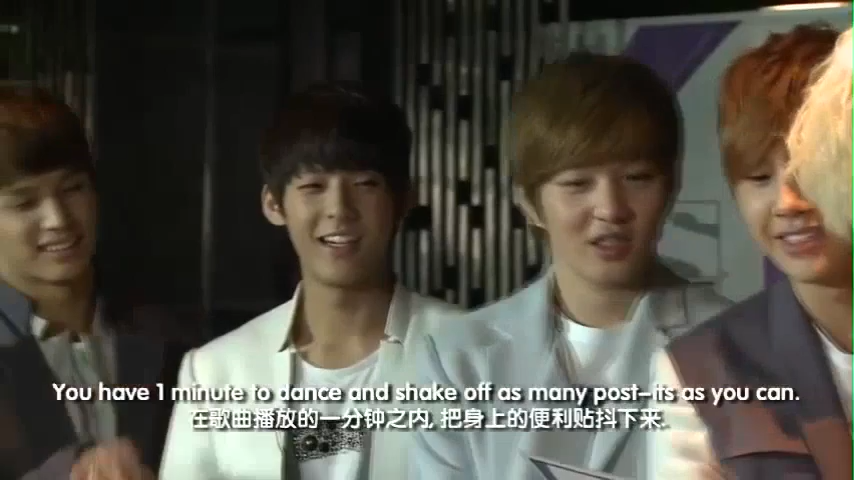 You have 1 minute to dance and shake off as many post-its as you can.
在歌曲播放的一分钟之内, 把身上的便利贴抖下来.